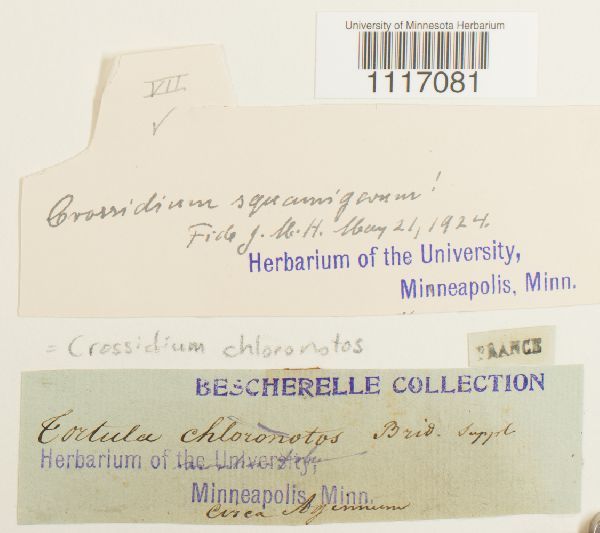 University of Minnesota Herbarium
1117081
VII
✓
Crossidium squamigerum!
Fide J. M. H. May 21, 1924.
Herbarium of the University,
Minneapolis, Minn.
= Crossidium chloronotos
FRANCE
BESCHERELLE COLLECTION
Tortula chloronotos Brid. Suppl
Herbarium of the University,
Minneapolis, Minn.
Circa Agennum